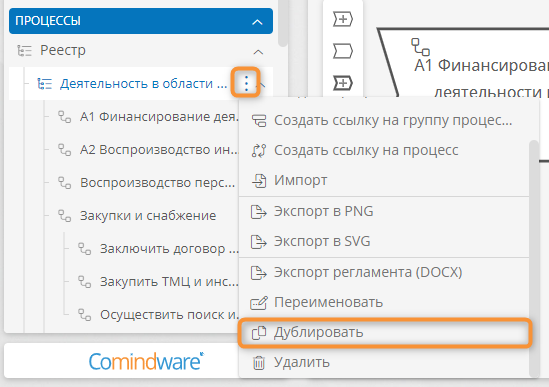 ПРОЦЕССЫ
Реестр
Деятельность в области ...
А1 Финансирование дея
А2 Воспроизводство ин
Воспроизводство перс
Закупки и снабжение
Заключить договор
Закупить ТМЦ и инс
Осуществить поиск и
Comindware
А1 Финансирован
деятельности
Создать ссылку на группу процес...
Создать ссылку на процесс
Импорт
Экспорт в PNG
Экспорт в SVG
Экспорт регламента (DOCX)
Переименовать
Дублировать
Удалить